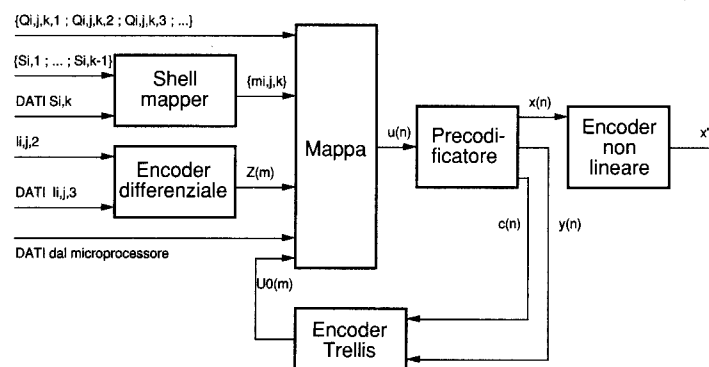 {Qi,j,k,1 ; Qi,j,k,2 ; Qi,j,k,3 ; ...}
{Si,1 ; ... ; Si,k-1}
DATI Si,k
Shell
mapper
{mi,j,k}
Ii,j,2
DATI Ii,j,3
Encoder
differenziale
Z(m)
DATI dal microprocessore
U0(m)
Mappa
u(n)
Precodi-
ficatore
x(n)
Encoder
non
lineare
x'
c(n)
y(n)
Encoder
Trellis